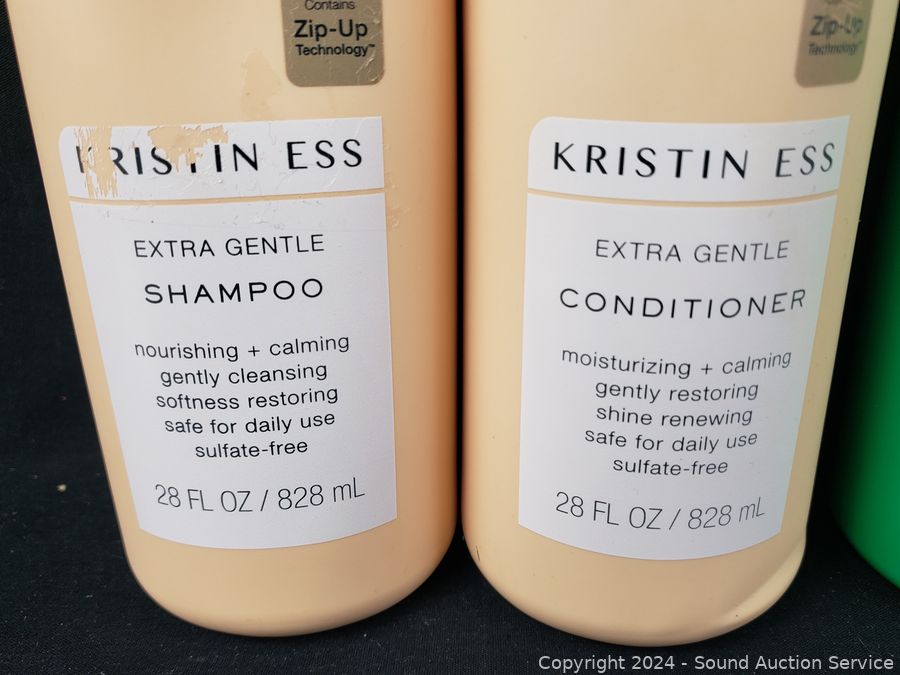 Contains
Zip-Up
Technology™
KRISTIN ESS
EXTRA GENTLE
SHAMPOO
nourishing + calming
gently cleansing
softness restoring
safe for daily use
sulfate-free
28 FL OZ / 828 mL
Zip-Up
Technology™
KRISTIN ESS
EXTRA GENTLE
CONDITIONER
moisturizing + calming
gently restoring
shine renewing
safe for daily use
sulfate-free
28 FL OZ / 828 mL
Copyright 2024 - Sound Auction Service